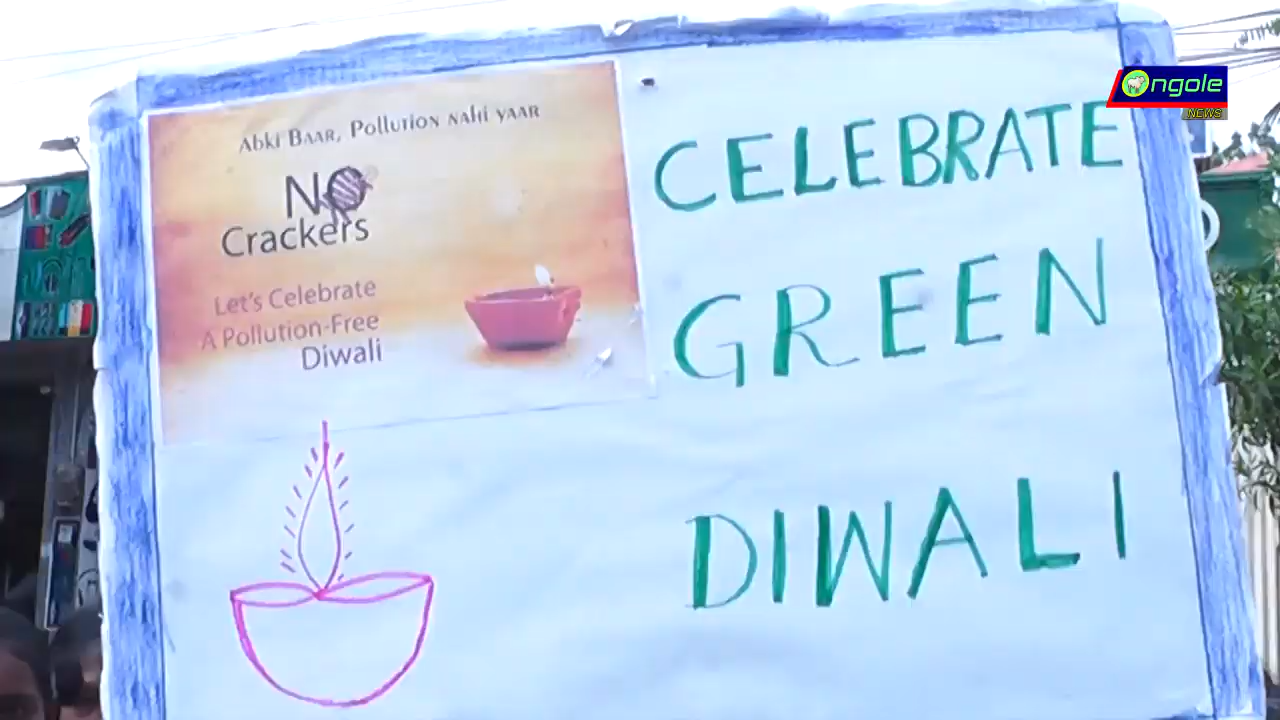 Abki Baar, Pollution nahi yaar
NO
Crackers
Let's Celebrate
A Pollution-Free
Diwali
CELEBRATE
GREEN
DIWALI
Ongole
NEWS